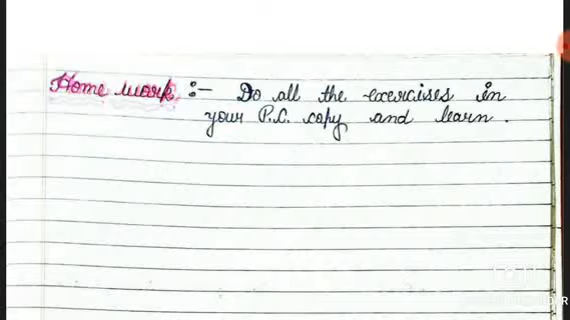 Home work :- Do all the exercises in
your P.C. copy and learn.